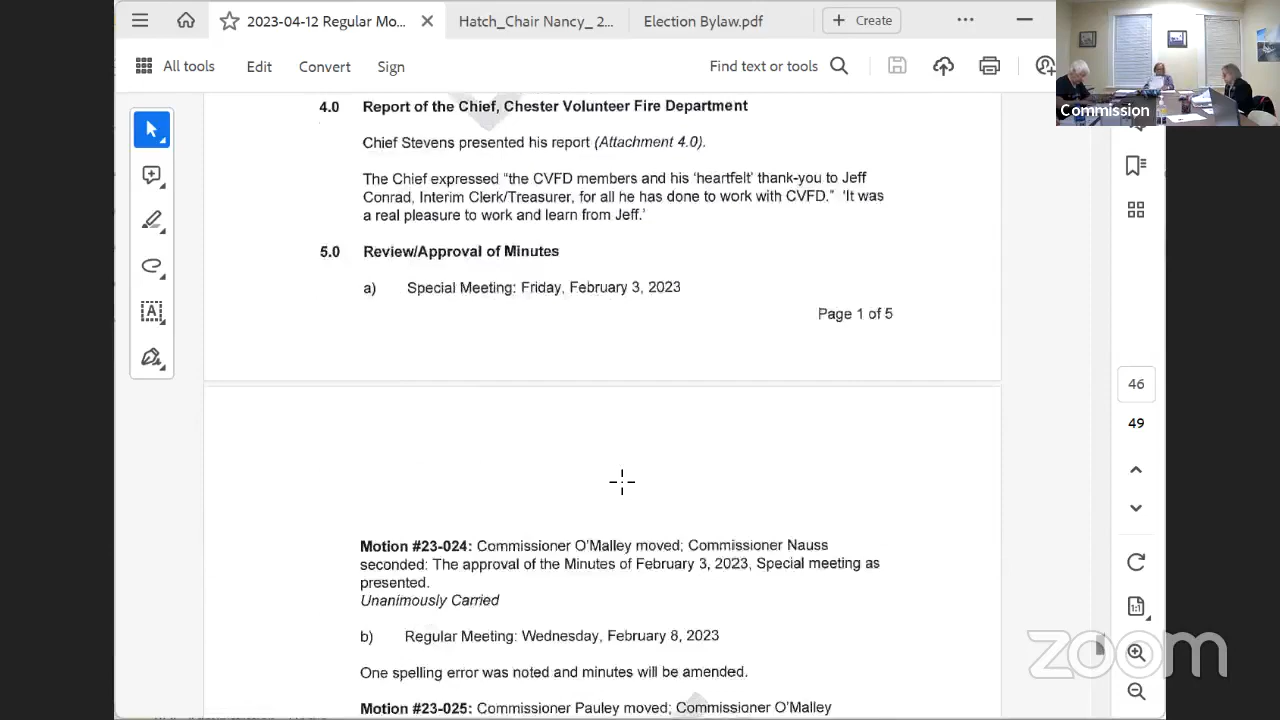 2023-04-12 Regular Mo...
Hatch_Chair Nancy_ 2...
Election Bylaw.pdf
Create
All tools
Edit
Convert
Sign
Find text or tools
Commission
4.0 Report of the Chief, Chester Volunteer Fire Department
Chief Stevens presented his report (Attachment 4.0).
The Chief expressed “the CVFD members and his ‘heartfelt’ thank-you to Jeff
Conrad, Interim Clerk/Treasurer, for all he has done to work with CVFD.” ‘It was
a real pleasure to work and learn from Jeff.’
5.0 Review/Approval of Minutes
a) Special Meeting: Friday, February 3, 2023
Page 1 of 5
46
49
Motion #23-024: Commissioner O’Malley moved; Commissioner Nauss
seconded: The approval of the Minutes of February 3, 2023, Special meeting as
presented.
Unanimously Carried
b) Regular Meeting: Wednesday, February 8, 2023
One spelling error was noted and minutes will be amended.
Motion #23-025: Commissioner Pauley moved; Commissioner O’Malley
1:1
zoom